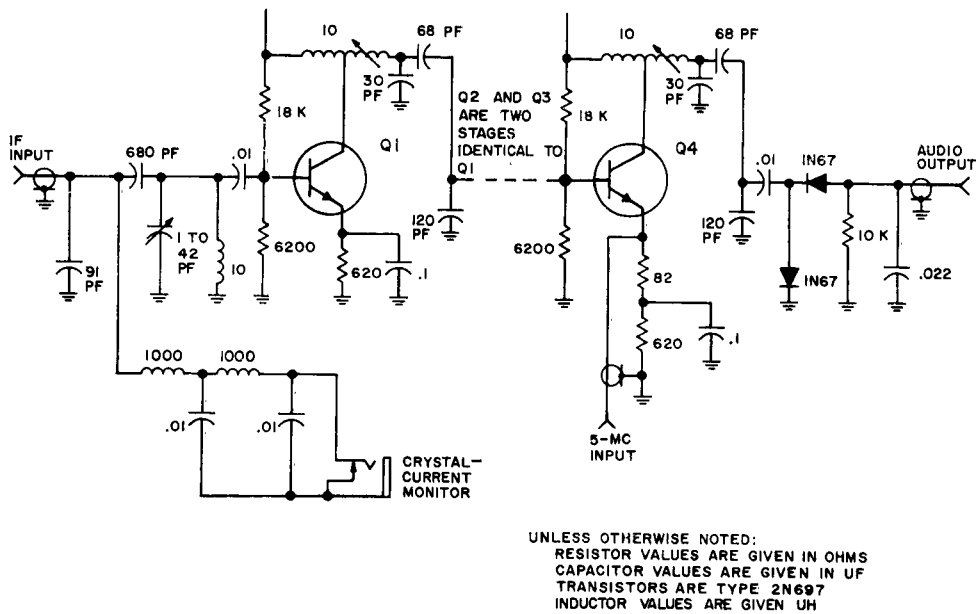 10
68 PF
30
PF
18 K
Q1
IF
INPUT
680 PF
.01
91
PF
1 TO
42
PF
10
6200
620
.1
120
PF
Q2 AND Q3
ARE TWO
STAGES
IDENTICAL TO
Q1
10
68 PF
30
PF
18 K
Q4
6200
82
620
.1
5-MC
INPUT
120
PF
.01
1N67
1N67
10 K
.022
AUDIO
OUTPUT
1000
1000
.01
.01
CRYSTAL-
CURRENT
MONITOR
UNLESS OTHERWISE NOTED:
RESISTOR VALUES ARE GIVEN IN OHMS
CAPACITOR VALUES ARE GIVEN IN UF
TRANSISTORS ARE TYPE 2N697
INDUCTOR VALUES ARE GIVEN UH